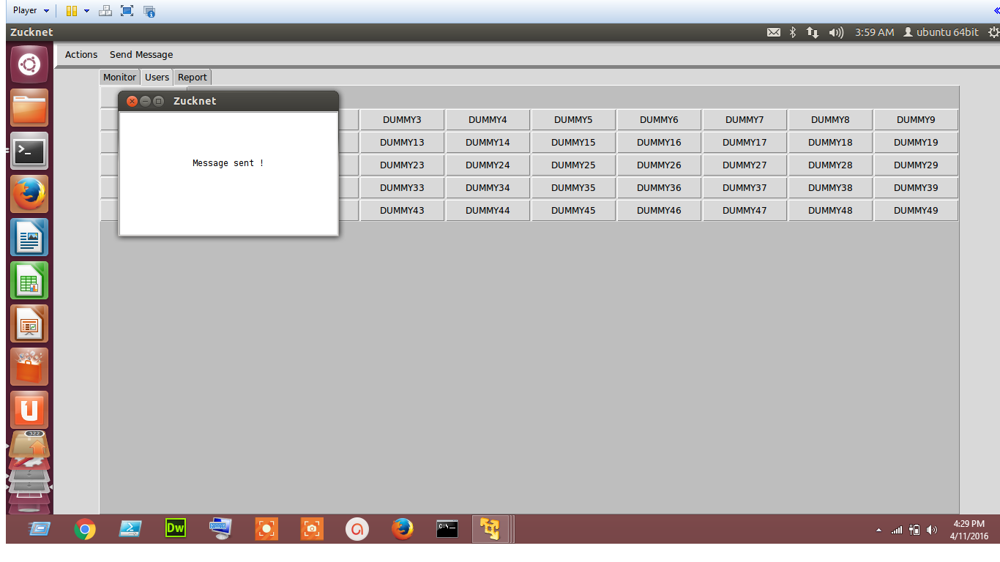 Player
Zucknet 3:59 AM ubuntu 64bit
Actions Send Message
Monitor Users Report
Zucknet
Message sent !
DUMMY3 DUMMY4 DUMMY5 DUMMY6 DUMMY7 DUMMY8 DUMMY9
DUMMY13 DUMMY14 DUMMY15 DUMMY16 DUMMY17 DUMMY18 DUMMY19
DUMMY23 DUMMY24 DUMMY25 DUMMY26 DUMMY27 DUMMY28 DUMMY29
DUMMY33 DUMMY34 DUMMY35 DUMMY36 DUMMY37 DUMMY38 DUMMY39
DUMMY43 DUMMY44 DUMMY45 DUMMY46 DUMMY47 DUMMY48 DUMMY49
322
Dw
C:\_
4:29 PM
4/11/2016